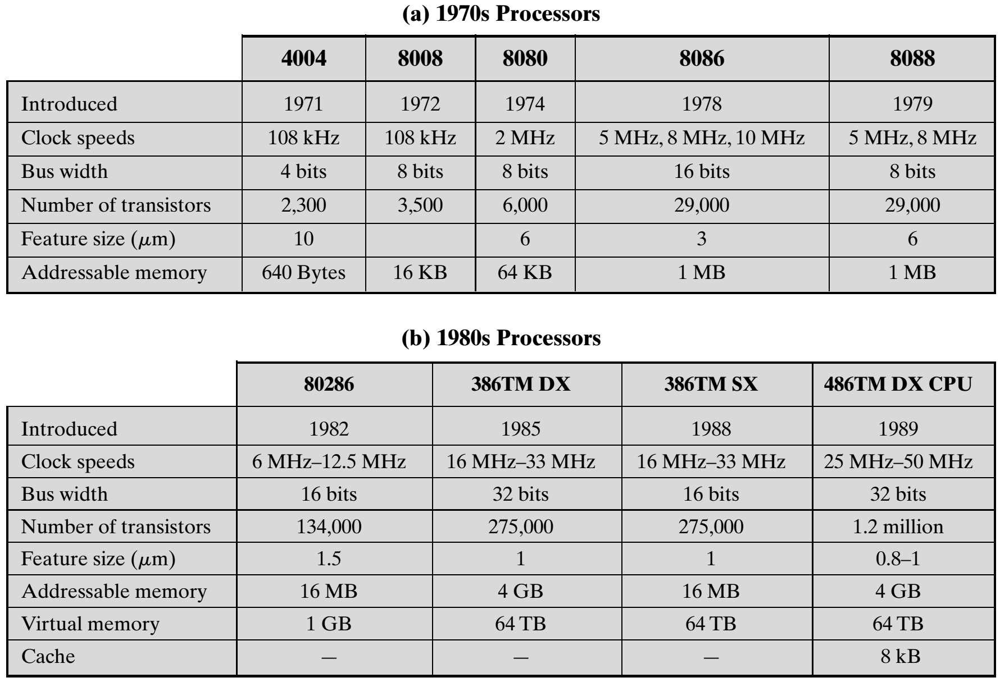 (a) 1970s Processors
4004 8008 8080 8086 8088
Introduced 1971 1972 1974 1978 1979
Clock speeds 108 kHz 108 kHz 2 MHz 5 MHz, 8 MHz, 10 MHz 5 MHz, 8 MHz
Bus width 4 bits 8 bits 8 bits 16 bits 8 bits
Number of transistors 2,300 3,500 6,000 29,000 29,000
Feature size (μm) 10 6 3 6
Addressable memory 640 Bytes 16 KB 64 KB 1 MB 1 MB
(b) 1980s Processors
80286 386TM DX 386TM SX 486TM DX CPU
Introduced 1982 1985 1988 1989
Clock speeds 6 MHz–12.5 MHz 16 MHz–33 MHz 16 MHz–33 MHz 25 MHz–50 MHz
Bus width 16 bits 32 bits 16 bits 32 bits
Number of transistors 134,000 275,000 275,000 1.2 million
Feature size (μm) 1.5 1 1 0.8–1
Addressable memory 16 MB 4 GB 16 MB 4 GB
Virtual memory 1 GB 64 TB 64 TB 64 TB
Cache — — — 8 kB